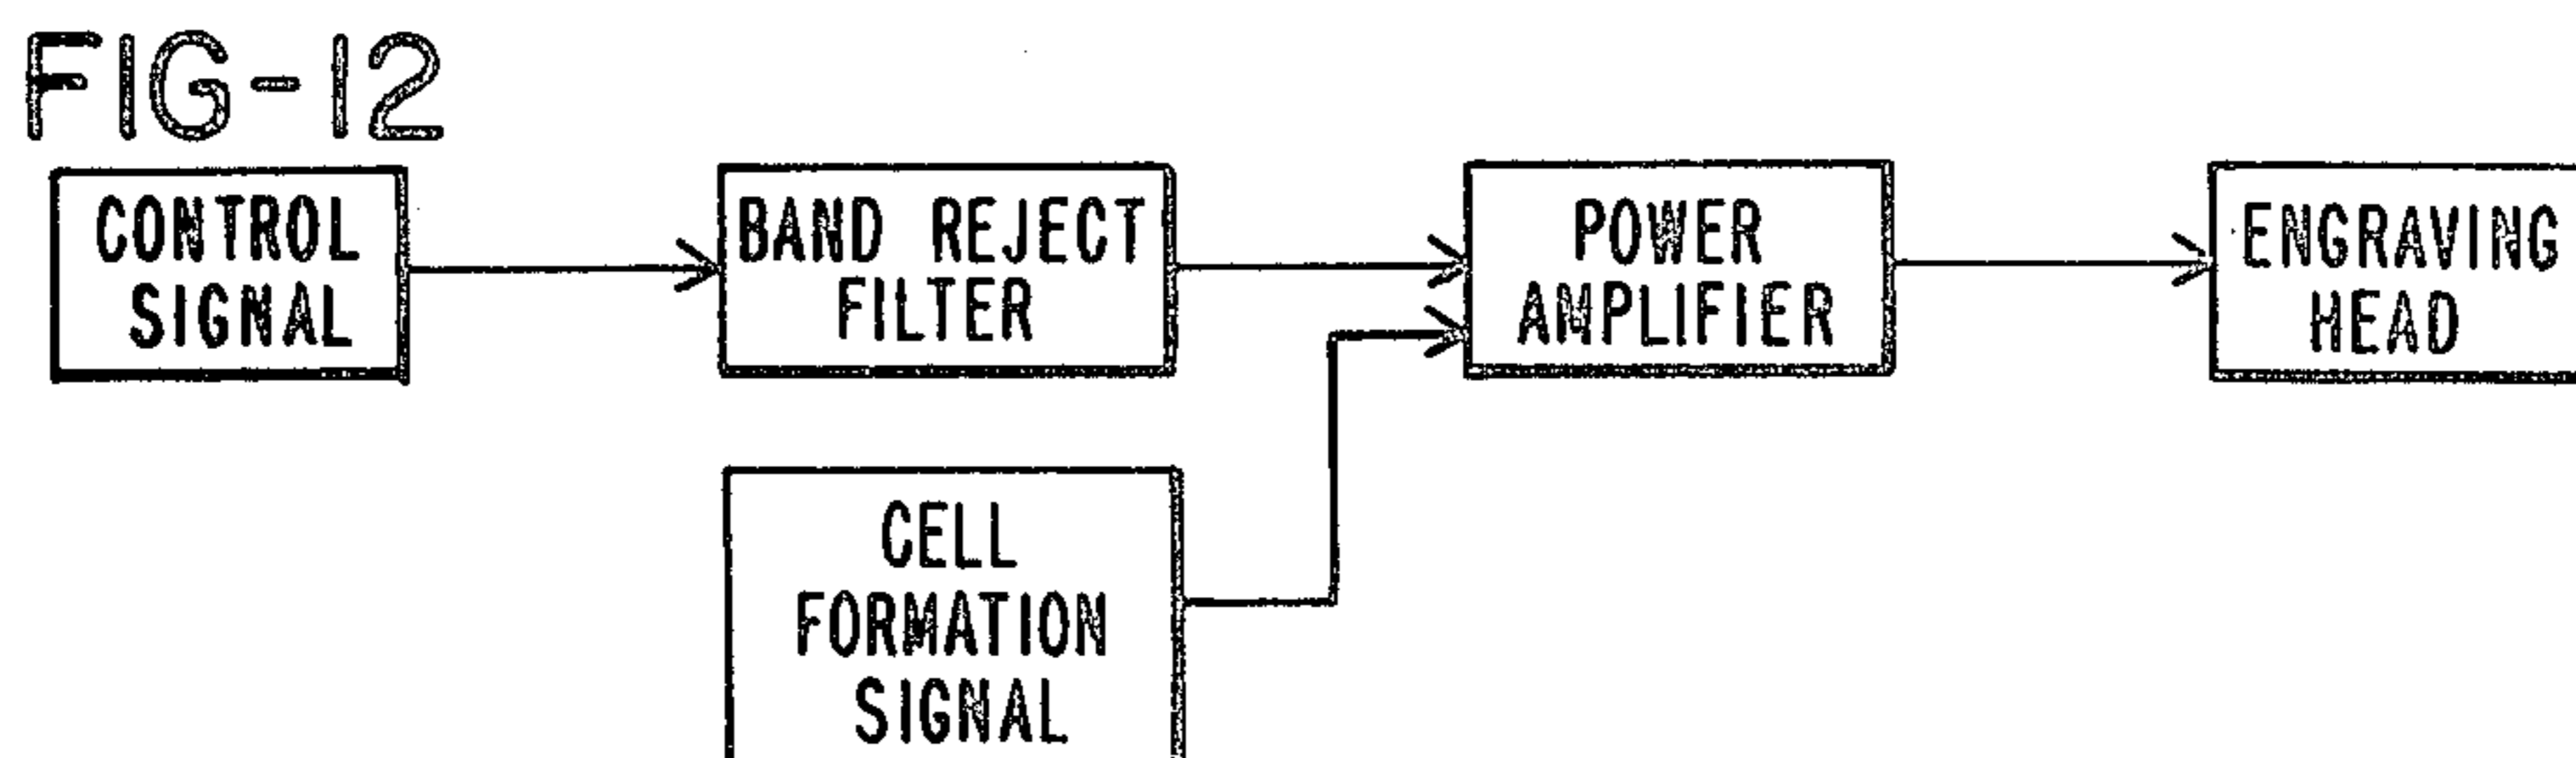 FIG-12
CONTROL
SIGNAL
BAND REJECT
FILTER
POWER
AMPLIFIER
ENGRAVING
HEAD
CELL
FORMATION
SIGNAL